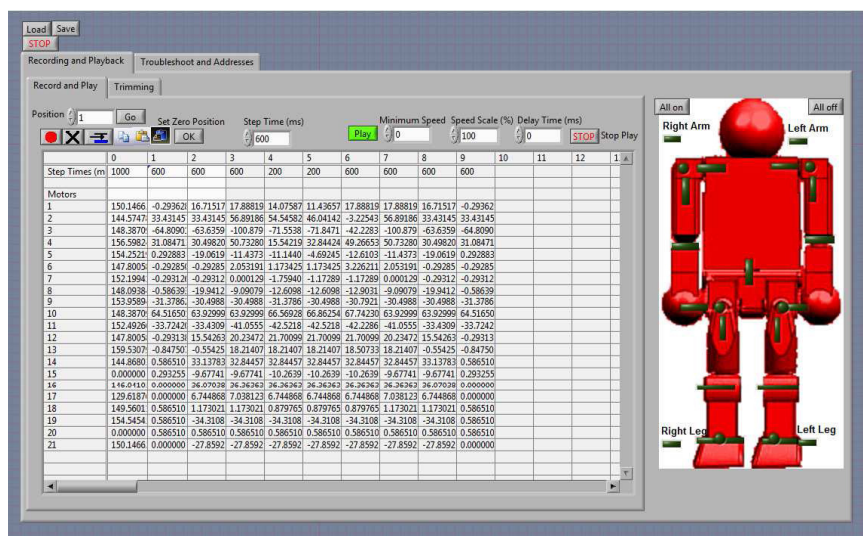 Load Save
STOP
Recording and Playback Troubleshoot and Addresses
Record and Play Trimming
Position 1 Go Set Zero Position Step Time (ms) Minimum Speed Speed Scale (%) Delay Time (ms)
OK 600 Play 0 100 0 STOP Stop Play
0 1 2 3 4 5 6 7 8 9 10 11 12 1
Step Times (m 1000 600 600 600 200 200 600 600 600 600
Motors
1 150.1466 -0.29362 16.71517 17.88819 14.07587 11.43657 17.88819 17.88819 16.71517 -0.29362
2 144.5747 33.43145 33.43145 56.89186 54.54582 46.04142 -3.22543 56.89186 33.43145 33.43145
3 148.3870 -64.8090 -63.6359 -100.879 -71.5538 -71.8471 -42.2283 -100.879 -63.6359 -64.8090
4 156.5982 31.08471 30.49820 50.73280 15.54219 32.84424 49.26653 50.73280 30.49820 31.08471
5 154.2521 0.292883 -19.0619 -11.4373 -11.1440 -4.69245 -12.6103 -11.4373 -19.0619 0.292883
6 147.8005 -0.29285 -0.29285 2.053191 1.173425 1.173425 3.226211 2.053191 -0.29285 -0.29285
7 152.1994 -0.29312 -0.29312 0.000129 -1.75940 -1.17289 -1.17289 0.000129 -0.29312 -0.29312
8 148.0938 -0.58639 -19.9412 -9.09079 -12.6098 -12.6098 -12.9031 -9.09079 -19.9412 -0.58639
9 153.9589 -31.3786 -30.4988 -30.4988 -31.3786 -30.4988 -30.7921 -30.4988 -30.4988 -31.3786
10 148.3870 64.51650 63.92999 63.92999 66.56928 66.86254 67.74230 63.92999 63.92999 64.51650
11 152.4926 -33.7242 -33.4309 -41.0555 -42.5218 -42.5218 -42.2286 -41.0555 -33.4309 -33.7242
12 147.8005 -0.29313 15.54263 20.23472 21.70099 21.70099 21.70099 20.23472 15.54263 -0.29313
13 159.5307 -0.84750 -0.55425 18.21407 18.21407 18.21407 18.50733 18.21407 -0.55425 -0.84750
14 144.8680 0.586510 33.13783 32.84457 32.84457 32.84457 32.84457 32.84457 33.13783 0.586510
15 0.000000 0.293255 -9.67741 -9.67741 -10.2639 -10.2639 -10.2639 -9.67741 -9.67741 0.293255
16 146.0410 0.000000 26.07038 26.26263 26.26263 26.26263 26.26263 26.26263 26.07038 0.000000
17 129.6187 0.000000 6.744868 7.038123 6.744868 6.744868 6.744868 7.038123 6.744868 0.000000
18 149.5601 0.586510 1.173021 1.173021 0.879765 0.879765 0.879765 1.173021 1.173021 0.586510
19 154.5454 0.586510 -34.3108 -34.3108 -34.3108 -34.3108 -34.3108 -34.3108 -34.3108 0.586510
20 0.000000 0.586510 0.586510 0.586510 0.586510 0.586510 0.586510 0.586510 0.586510 0.586510
21 150.1466 0.000000 -27.8592 -27.8592 -27.8592 -27.8592 -27.8592 -27.8592 -27.8592 0.000000
All on All off
Right Arm Left Arm
Right Leg Left Leg